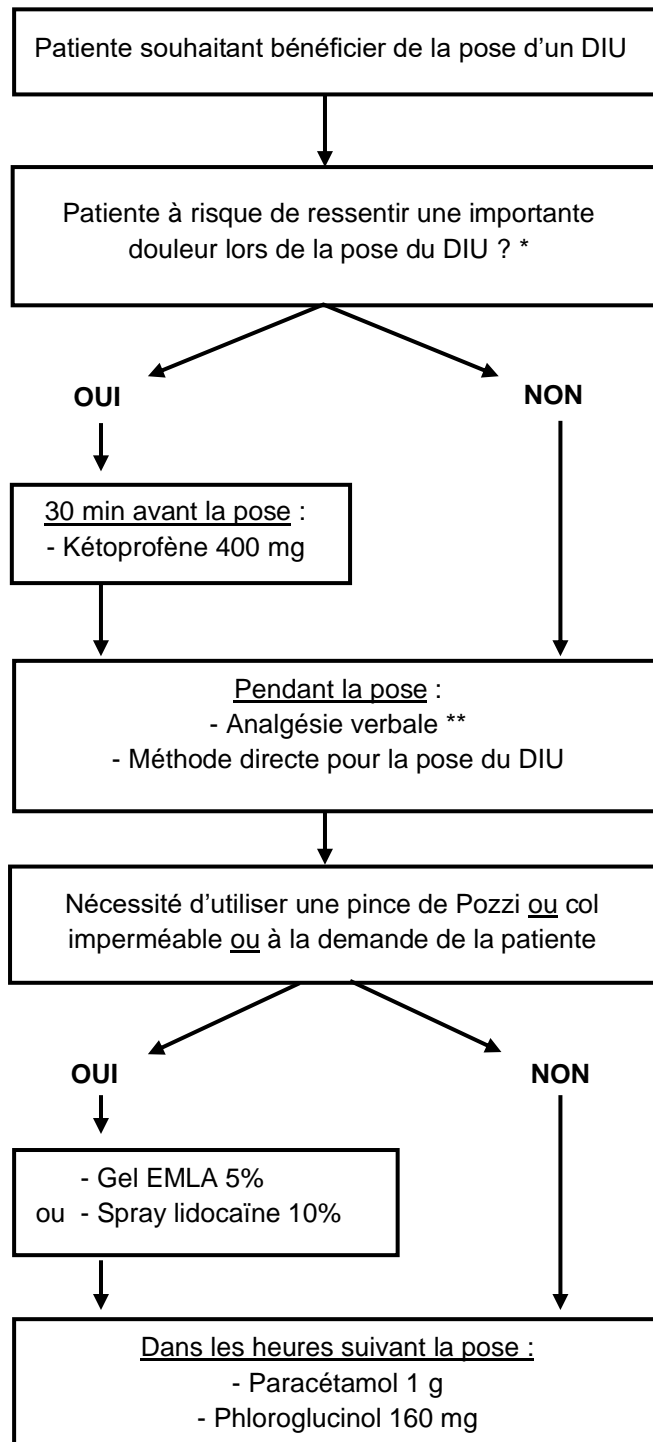 Patiente souhaitant bénéficier de la pose d’un DIU
Patiente à risque de ressentir une importante
douleur lors de la pose du DIU ? *
OUI
NON
30 min avant la pose :
- Kétoprofène 400 mg
Pendant la pose :
- Analgésie verbale **
- Méthode directe pour la pose du DIU
Nécessité d’utiliser une pince de Pozzi ou col
imperméable ou à la demande de la patiente
OUI
NON
- Gel EMLA 5%
ou - Spray lidocaïne 10%
Dans les heures suivant la pose :
- Paracétamol 1 g
- Phloroglucinol 160 mg